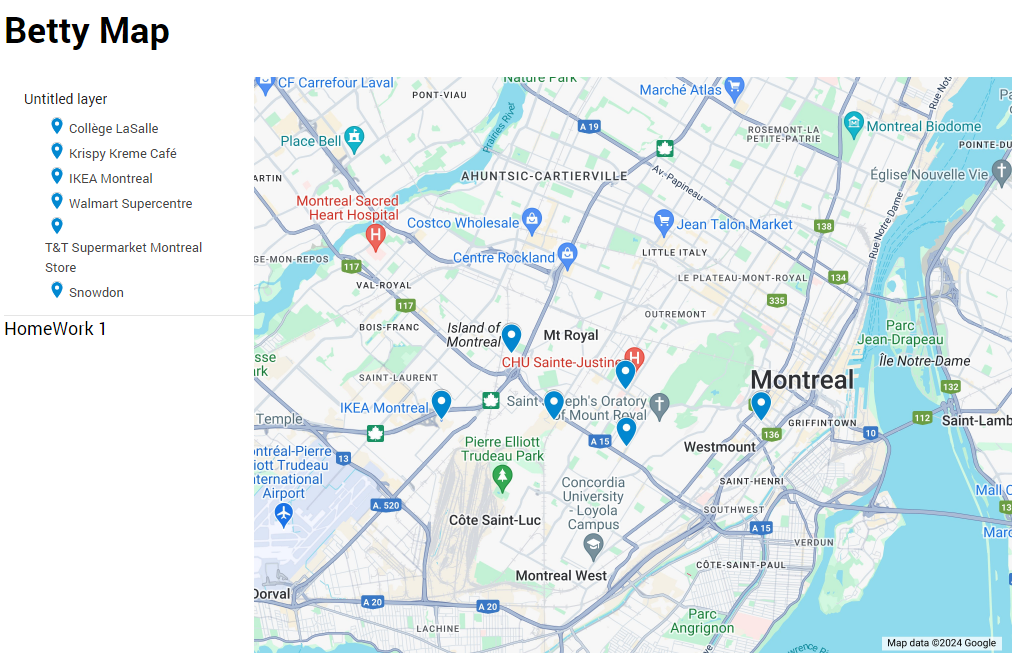 Betty Map
Untitled layer
Collège LaSalle
Krispy Kreme Café
IKEA Montreal
Walmart Supercentre
T&T Supermarket Montreal
Store
Snowdon
HomeWork 1
CF Carrefour Laval
Nature Park
Marché Atlas
PONT-VIAU
Prairies River
A 19
Place Bell
ROSEMONT-LA
PETITE-PATRIE
Montreal Biodome
POINTE-DU
Église Nouvelle Vie
ARTIN
AHUNTSIC-CARTIERVILLE
Av. Papineau
Rue Not
Rue Notre Dame
Montreal Sacred
Heart Hospital
Costco Wholesale
Jean Talon Market
138
LITTLE ITALY
Centre Rockland
GE-MON-REPOS
117
LE PLATEAU-MONT-ROYAL
134
VAL-ROYAL
117
335
OUTREMONT
BOIS-FRANC
Island of
Montreal
Mt Royal
Parc
Jean-Drapeau
CHU Sainte-Justine
Île Notre-Dame
sse
rk
SAINT-LAURENT
Montreal
132
IKEA Montreal
Saint Joseph's Oratory
of Mount Royal
Temple
GRIFFINTOWN
112
Saint-Lamb
A 15
136
10
Westmount
Pierre Elliott
Trudeau Park
ontréal-Pierre
iott Trudeau
nternational
Airport
13
Concordia
University
- Loyola
Campus
SAINT-HENRI
Mall C
A. 520
SOUTHWEST
13
Côte Saint-Luc
A 15
VERDUN
Marc
CÔTE-SAINT-PAUL
Montreal West
Dorval
A 20
A 20
LACHINE
Parc
Angrignon
Map data ©2024 Google